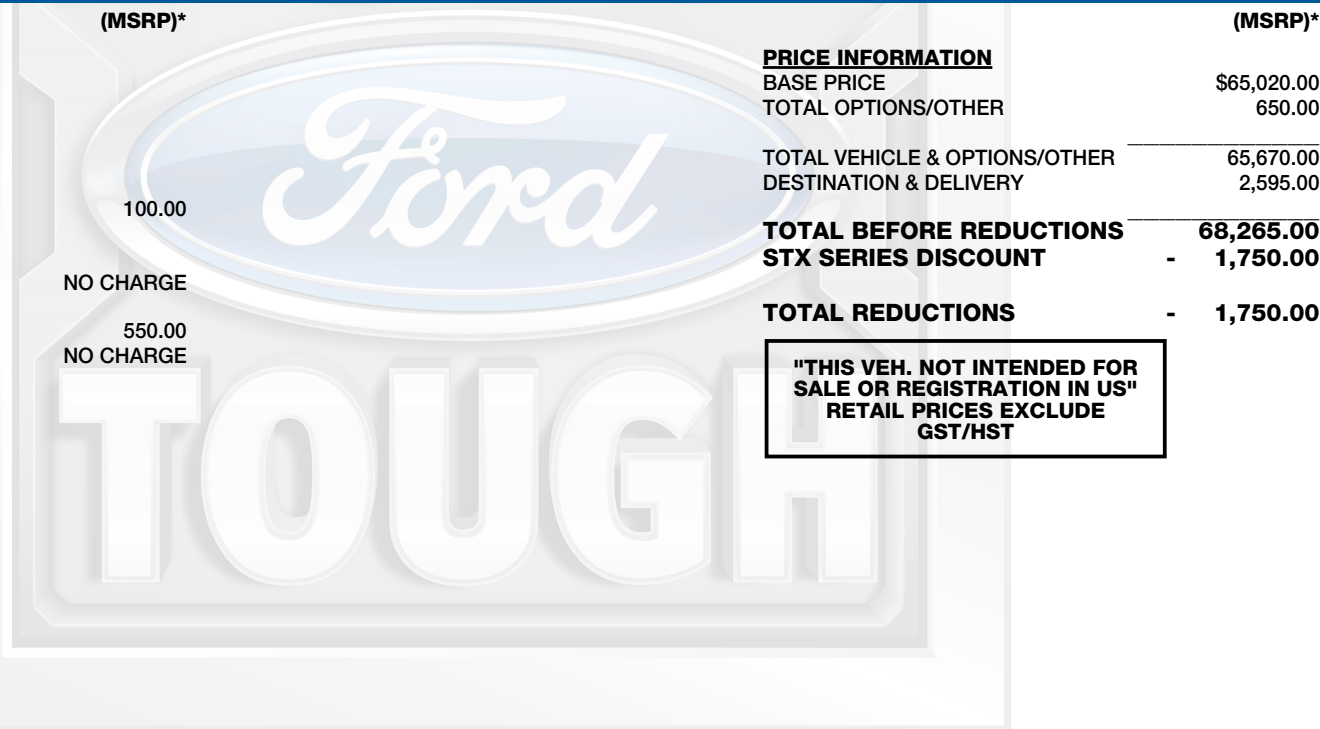 (MSRP)*
100.00
NO CHARGE
550.00
NO CHARGE
Ford
TOUGH
(MSRP)*
PRICE INFORMATION
BASE PRICE $65,020.00
TOTAL OPTIONS/OTHER 650.00
TOTAL VEHICLE & OPTIONS/OTHER 65,670.00
DESTINATION & DELIVERY 2,595.00
TOTAL BEFORE REDUCTIONS 68,265.00
STX SERIES DISCOUNT - 1,750.00
TOTAL REDUCTIONS - 1,750.00
"THIS VEH. NOT INTENDED FOR
SALE OR REGISTRATION IN US"
RETAIL PRICES EXCLUDE
GST/HST